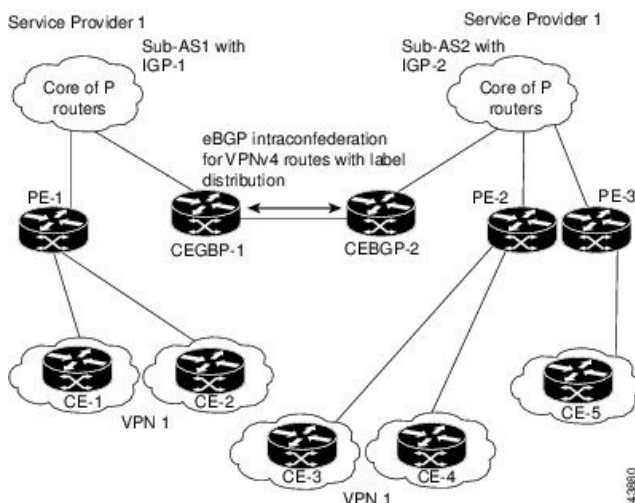 Service Provider 1
Service Provider 1
Sub-AS1 with
IGP-1
Sub-AS2 with
IGP-2
Core of P
routers
Core of P
routers
eBGP intraconfederation
for VPNv4 routes with label
distribution
PE-1
PE-2
PE-3
CEGBP-1
CEBGP-2
CE-1
CE-2
VPN 1
CE-5
CE-3
CE-4
VPN 1
43880